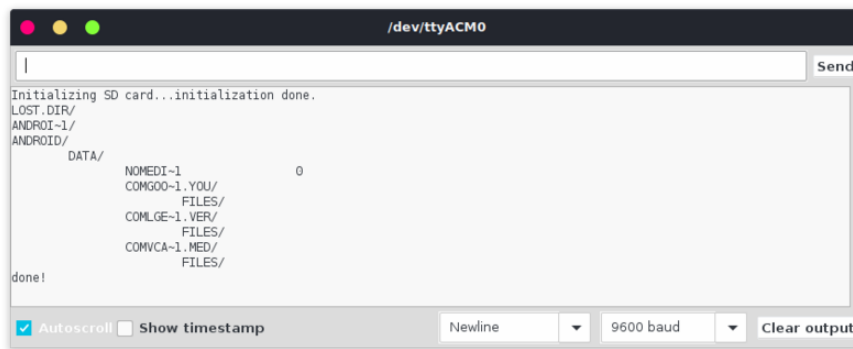 /dev/ttyACM0
Send
Initializing SD card...initialization done.
LOST.DIR/
ANDROI~1/
ANDROID/
DATA/
NOMEDI~1 0
COMGOO~1.YOU/
FILES/
COMLGE~1.VER/
FILES/
COMVCA~1.MED/
FILES/
done!
Autoscroll Show timestamp Newline 9600 baud Clear output